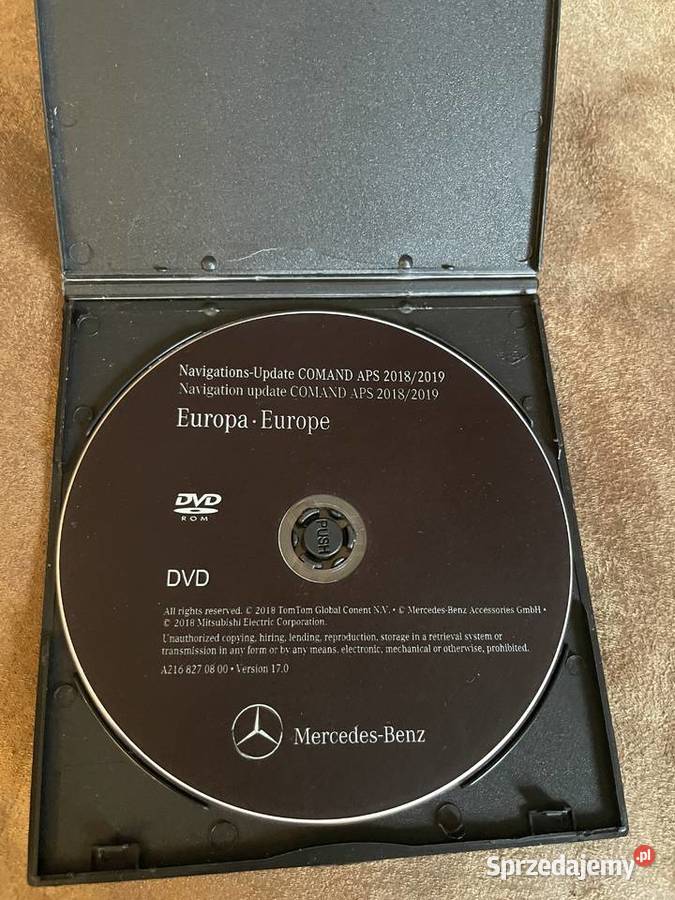 Navigations-Update COMAND APS 2018/2019
Navigation update COMAND APS 2018/2019
Europa · Europe
DVD
ROM
PUSH
DVD
All rights reserved. © 2018 TomTom Global Conent N.V. • © Mercedes-Benz Accessories GmbH •
© 2018 Mitsubishi Electric Corporation.
Unauthorized copying, hiring, lending, reproduction, storage in a retrieval system or
transmission in any form or by any means, electronic, mechanical or otherwise, prohibited.
A216 827 08 00 • Version 17.0
Mercedes-Benz
Sprzedajemy.pl